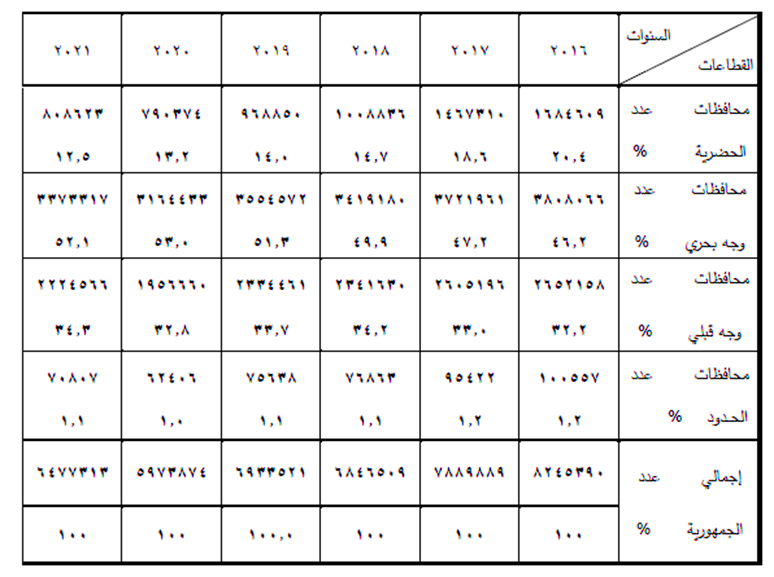 السنوات
القطاعات
٢٠١٦ ٢٠١٧ ٢٠١٨ ٢٠١٩ ٢٠٢٠ ٢٠٢١
محافظات عدد ١٦٨٤٦٠٩ ١٤٦٧٣١٠ ١٠٠٨٨٣٦ ٩٦٨٨٥٠ ٧٩٠٣٧٤ ٨٠٨٦٢٣
الحضرية % ٢٠,٤ ١٨,٦ ١٤,٧ ١٤,٠ ١٣,٢ ١٢,٥
محافظات عدد ٣٨٠٨٠٦٦ ٣٧٢١٩٦١ ٣٤١٩١٨٠ ٣٥٥٤٥٧٢ ٣١٦٤٤٣٣ ٣٣٧٣٣١٧
وجه بحري % ٤٦,٢ ٤٧,٢ ٤٩,٩ ٥١,٣ ٥٣,٠ ٥٢,١
محافظات عدد ٢٦٥٢١٥٨ ٢٦٠٥١٩٦ ٢٣٤١٦٣٠ ٢٣٣٤٤٦١ ١٩٥٦٦٦٠ ٢٢٢٤٥٦٦
وجه قبلي % ٣٢,٢ ٣٣,٠ ٣٤,٢ ٣٣,٧ ٣٢,٨ ٣٤,٣
محافظات عدد ١٠٠٥٥٧ ٩٥٤٢٢ ٧٦٨٦٣ ٧٥٦٣٨ ٦٢٤٠٦ ٧٠٨٠٧
الحدود % ١,٢ ١,٢ ١,١ ١,١ ١,٠ ١,١
إجمالي عدد ٨٢٤٥٣٩٠ ٧٨٨٩٨٨٩ ٦٨٤٦٥٠٩ ٦٩٣٣٥٢١ ٥٩٧٣٨٧٤ ٦٤٧٧٣١٣
الجمهورية % ١٠٠ ١٠٠ ١٠٠ ١٠٠,٠ ١٠٠ ١٠٠